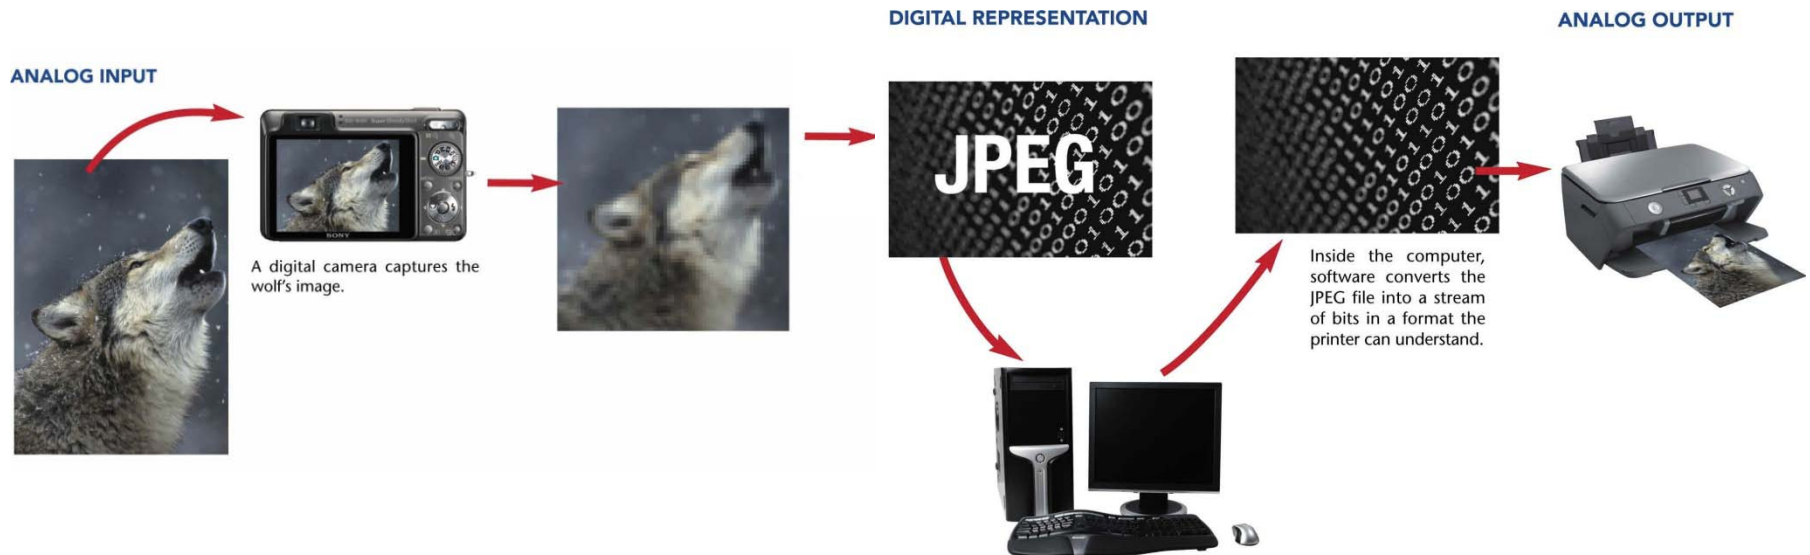 DIGITAL REPRESENTATION
ANALOG OUTPUT
ANALOG INPUT
SONY
A digital camera captures the
wolf's image.
JPEG
Inside the computer,
software converts the
JPEG file into a stream
of bits in a format the
printer can understand.